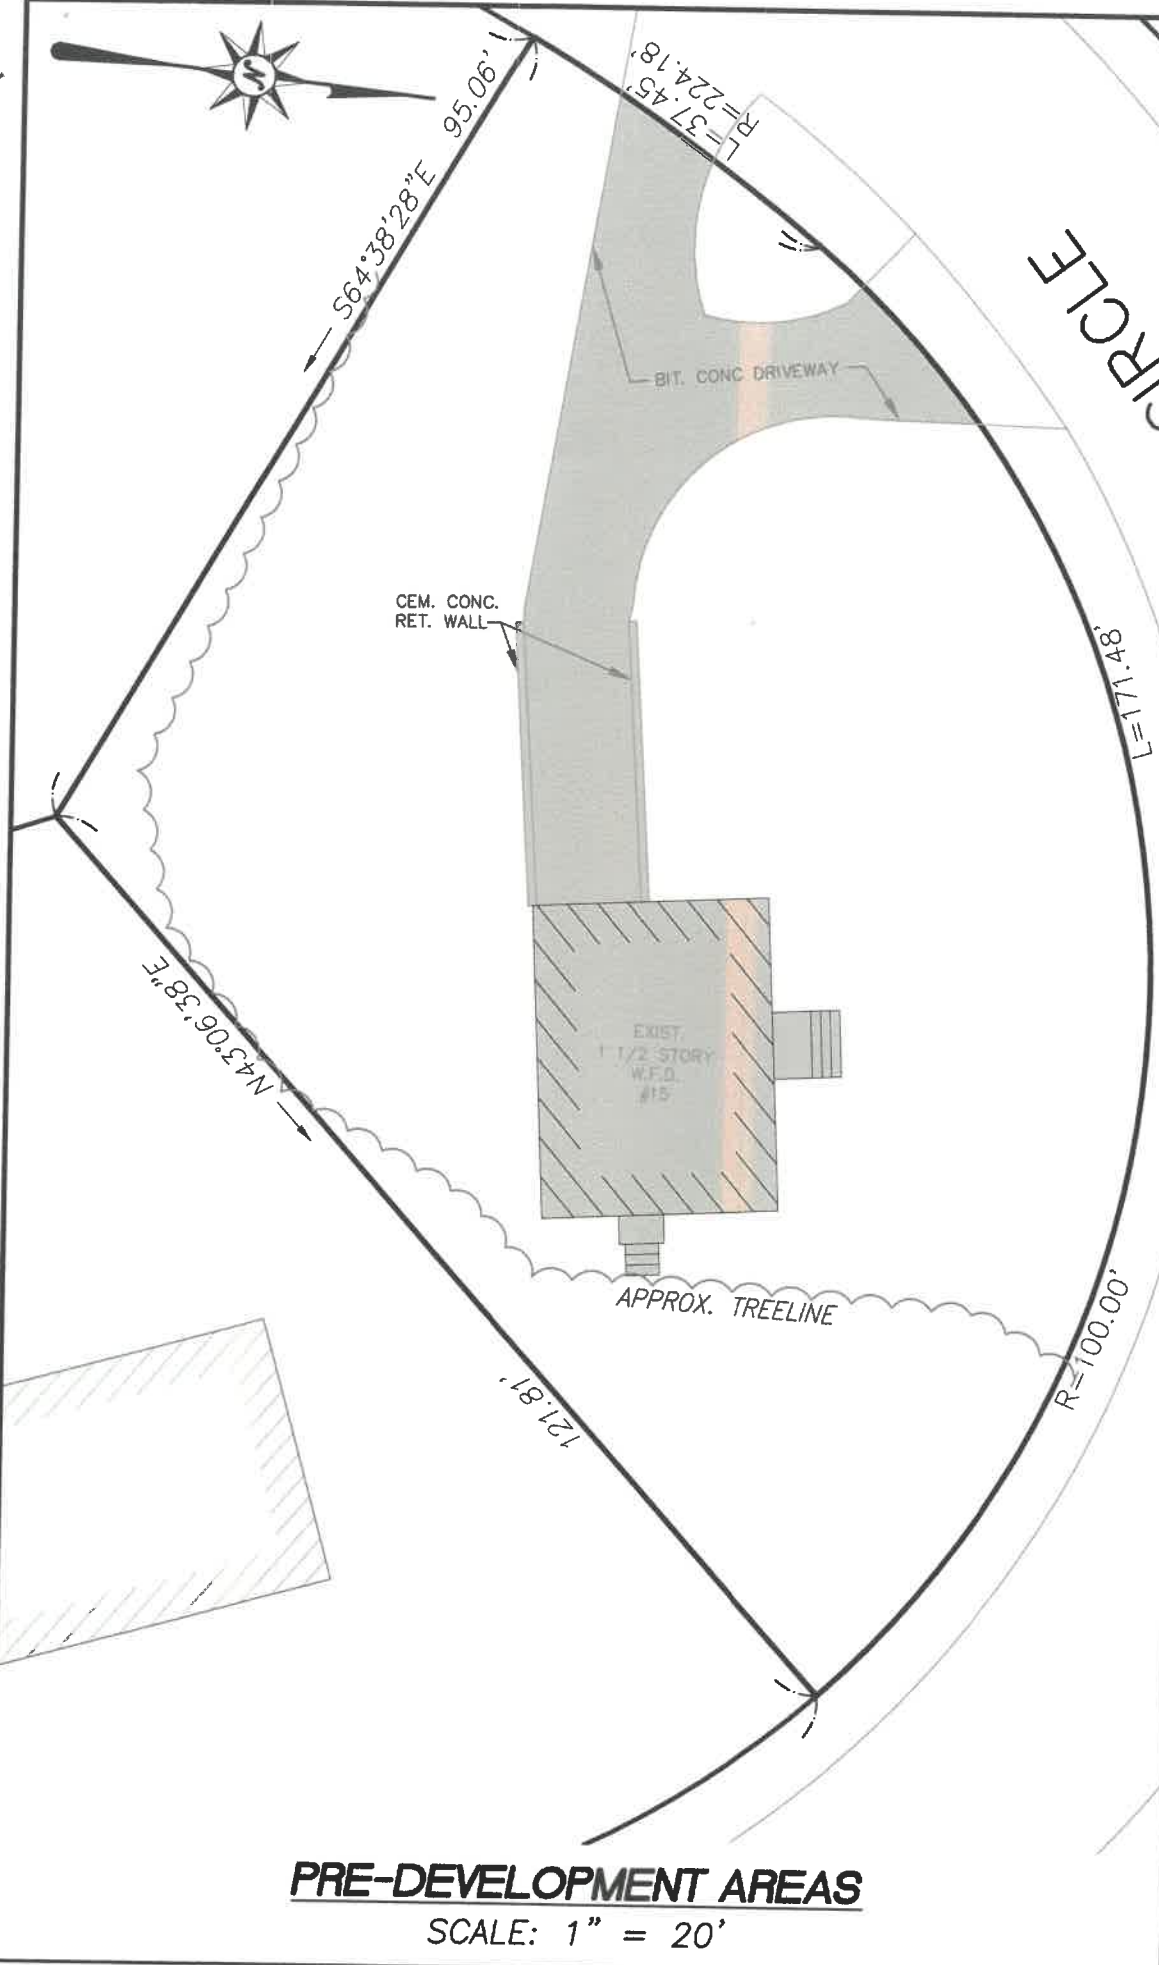 N
95.06'
S64°38'28"E
L=37.45'
R=224.18'
CIRCLE
BIT. CONC DRIVEWAY
CEM. CONC.
RET. WALL
L=171.48'
N43°06'38"E
EXIST.
1 1/2 STORY
W.F.D.
#15
APPROX. TREELINE
R=100.00'
121.81'
PRE-DEVELOPMENT AREAS
SCALE: 1" = 20'